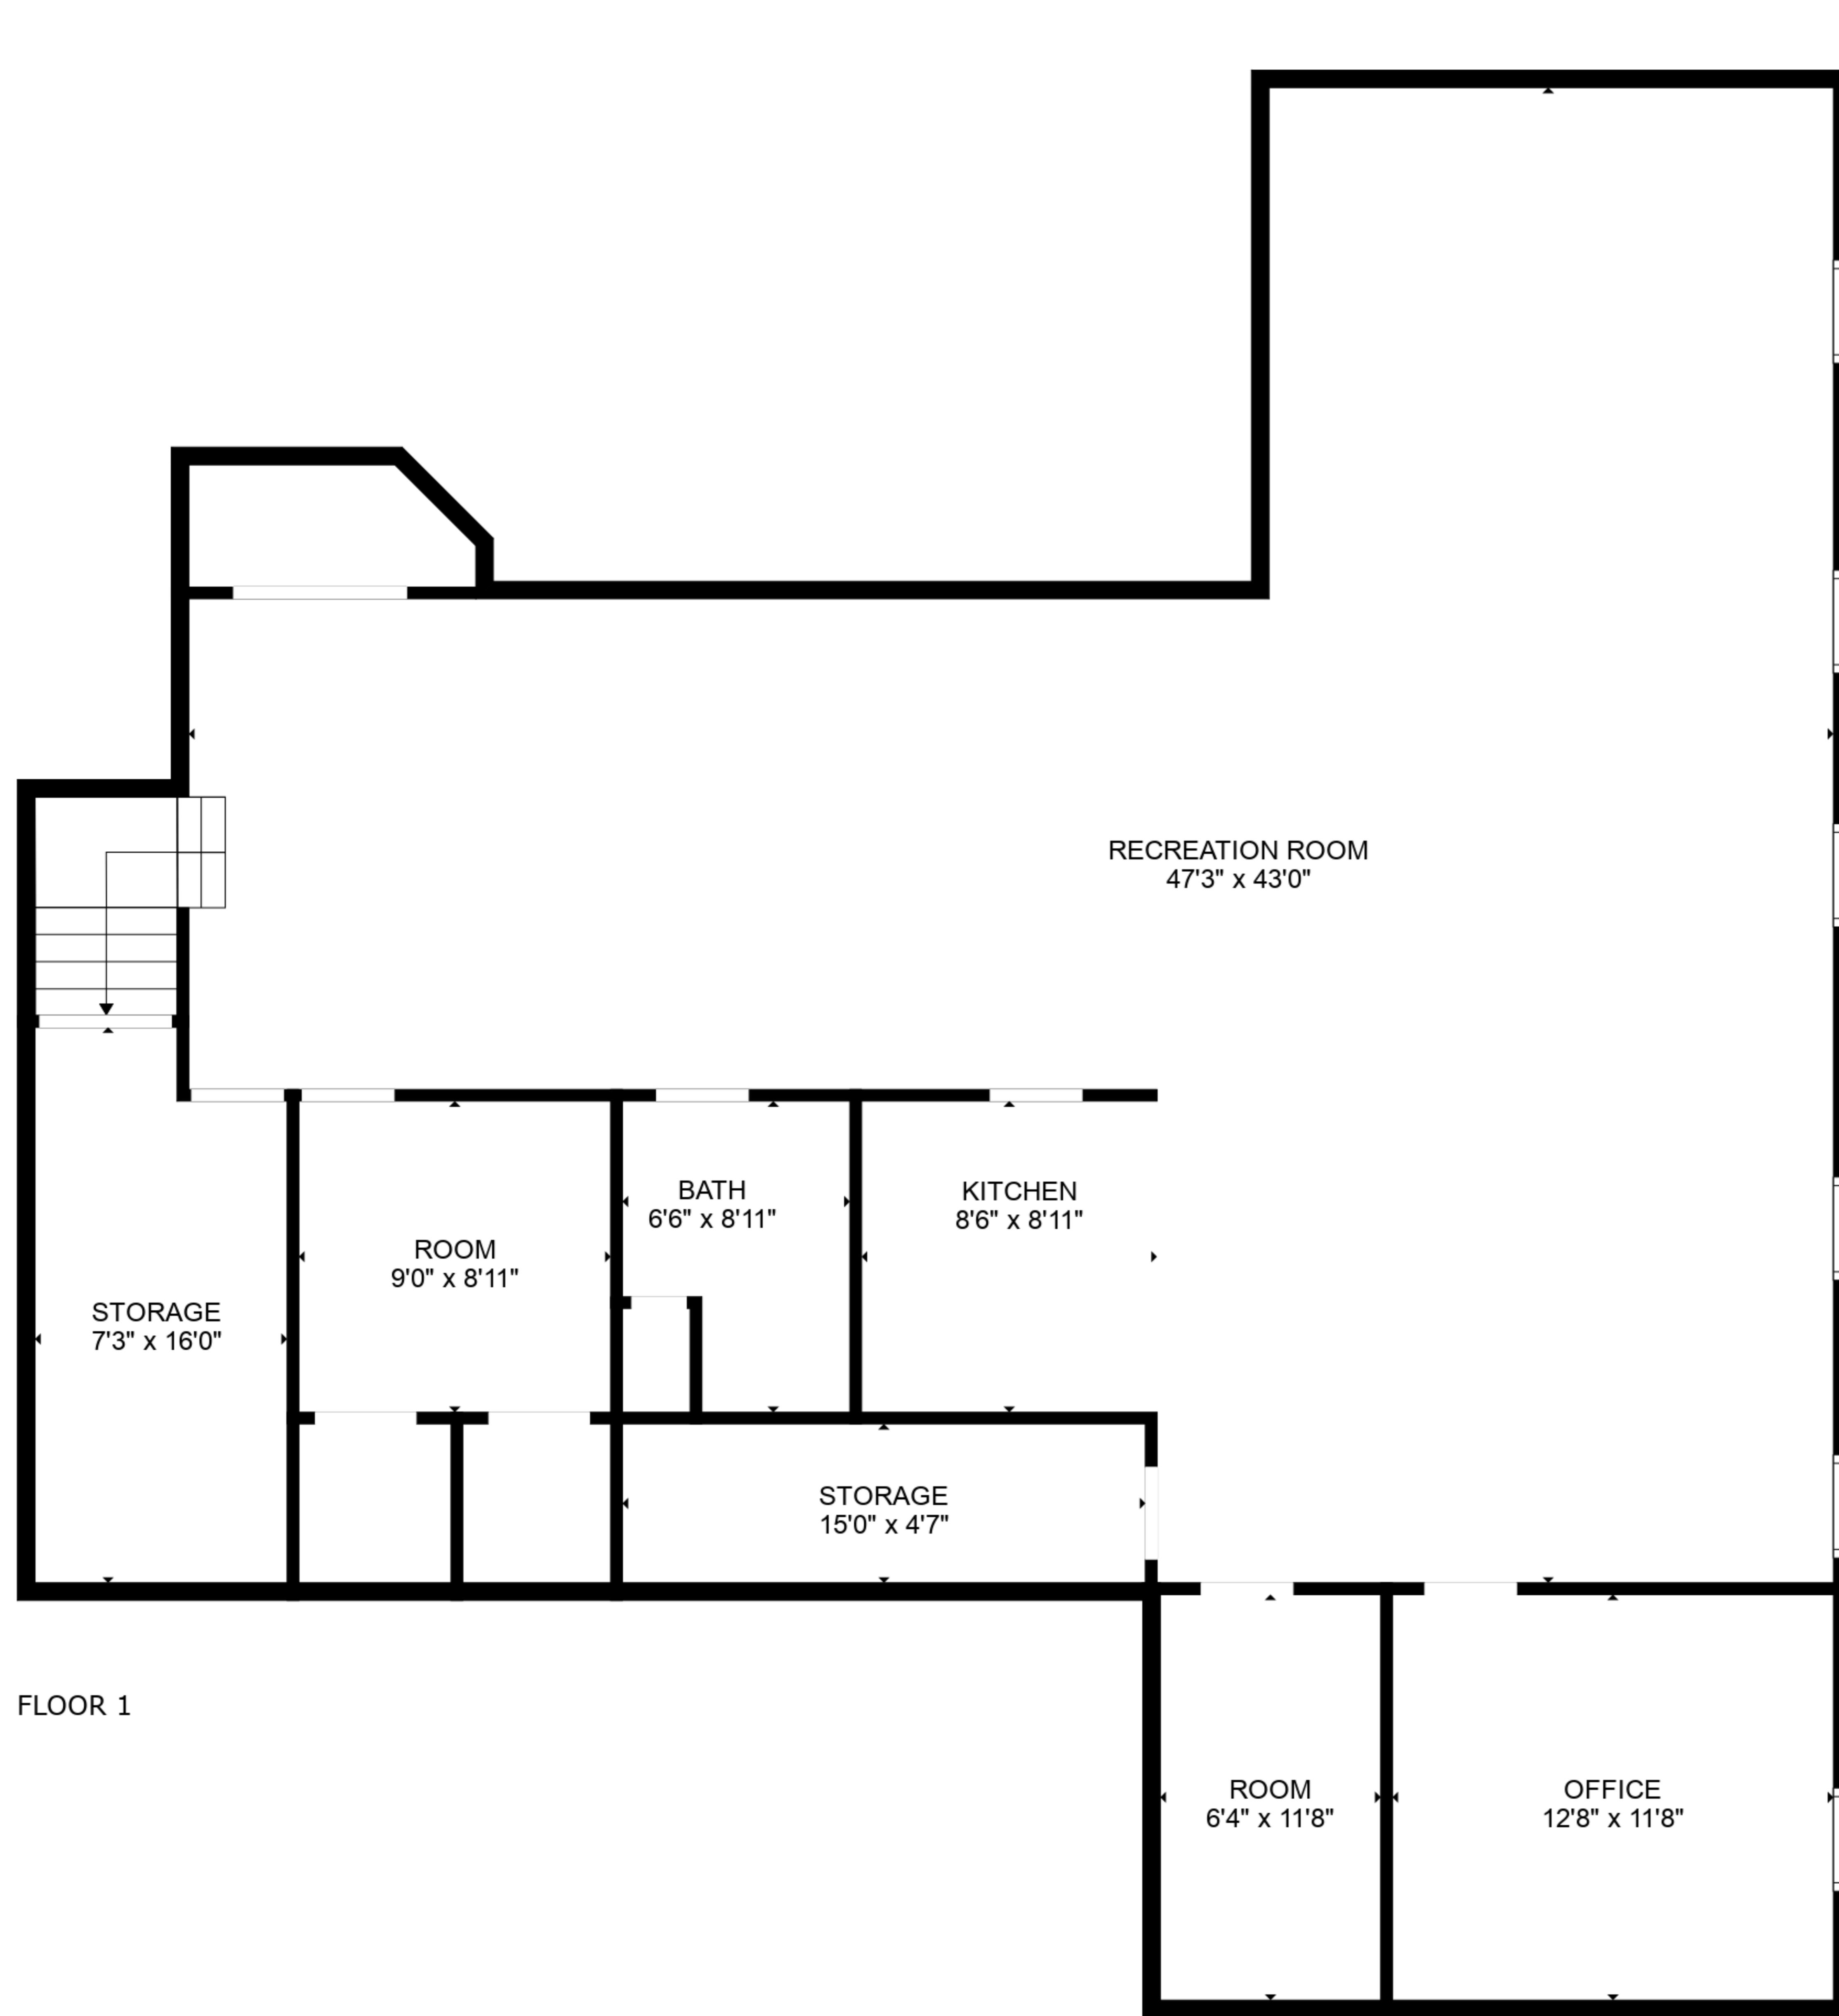 RECREATION ROOM
47'3" x 43'0"
BATH
6'6" x 8'11"
KITCHEN
8'6" x 8'11"
ROOM
9'0" x 8'11"
STORAGE
7'3" x 16'0"
STORAGE
15'0" x 4'7"
FLOOR 1
ROOM
6'4" x 11'8"
OFFICE
12'8" x 11'8"